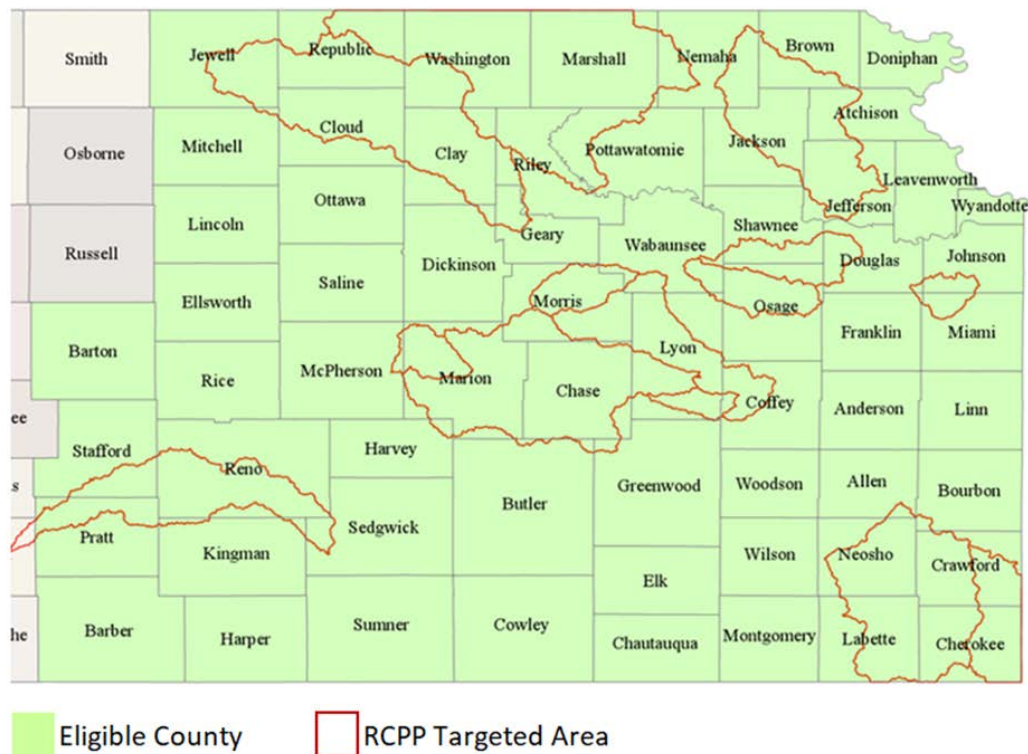 Smith
Jewell
Republic
Washington
Marshall
Nemaha
Brown
Doniphan
Osborne
Mitchell
Cloud
Clay
Riley
Pottawatomie
Jackson
Atchison
Leavenworth
Jefferson
Wyandotte
Russell
Lincoln
Ottawa
Geary
Wabaunsee
Shawnee
Douglas
Johnson
Dickinson
Saline
Ellsworth
Morris
Osage
Franklin
Miami
Barton
Rice
McPherson
Marion
Chase
Lyon
Coffey
Anderson
Linn
ee
Stafford
Reno
Harvey
Butler
Greenwood
Woodson
Allen
Bourbon
s
Pratt
Kingman
Sedgwick
Elk
Wilson
Neosho
Crawford
he
Barber
Harper
Sumner
Cowley
Chautauqua
Montgomery
Labette
Cherokee
Eligible County
RCPP Targeted Area